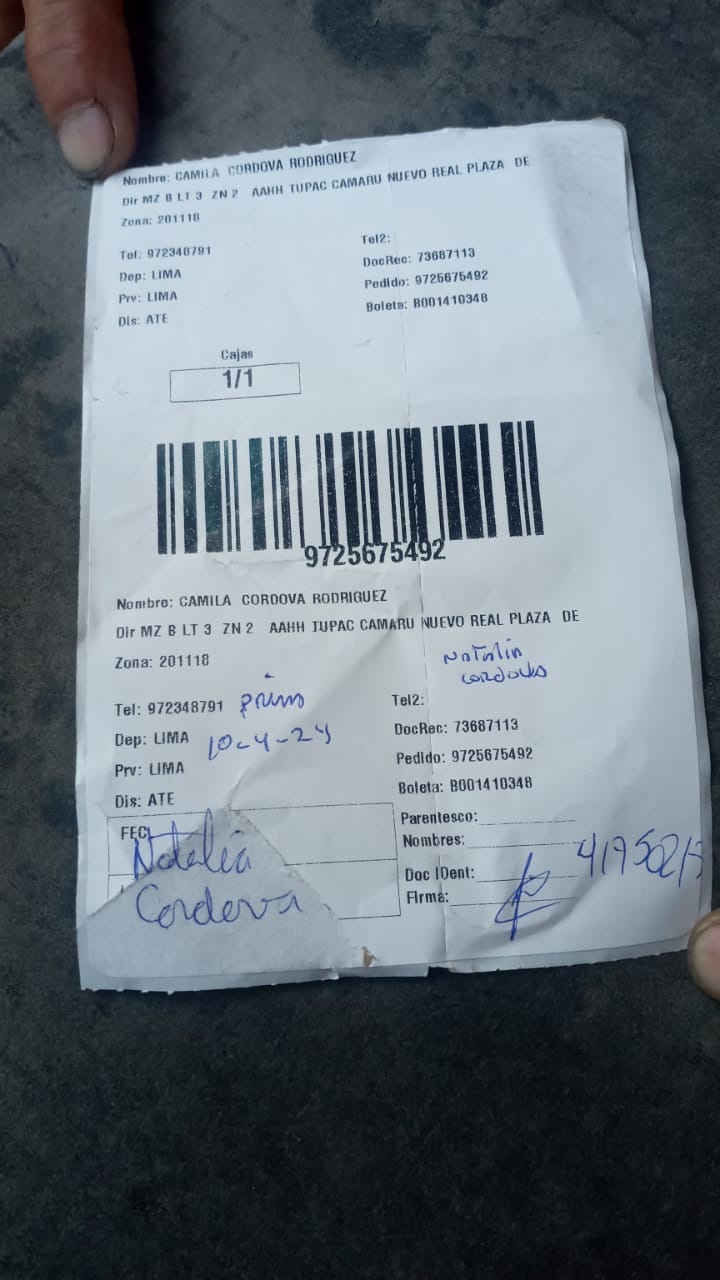 Nombre: CAMILA CORDOVA RODRIGUEZ
Dir MZ B LT 3 ZN 2 AAHH TUPAC CAMARU NUEVO REAL PLAZA DE
Zona: 201118
Tel: 972348791
Tel2:
Dep: LIMA
DocRec: 73687113
Prv: LIMA
Pedido: 9725675492
Dis: ATE
Boleta: B001410348
Cajas
1/1
9725675492
Nombre: CAMILA CORDOVA RODRIGUEZ
Dir MZ B LT 3 ZN 2 AAHH TUPAC CAMARU NUEVO REAL PLAZA DE
Zona: 201118
Natalia
Cordova
Tel: 972348791
Tel2:
Dep: LIMA 10-4-24
DocRec: 73687113
Prv: LIMA
Pedido: 9725675492
Dis: ATE
Boleta: B001410348
FEC
Parentesco:
Nombres:
Natalia
Cordova
Doc IDent:
Firma: